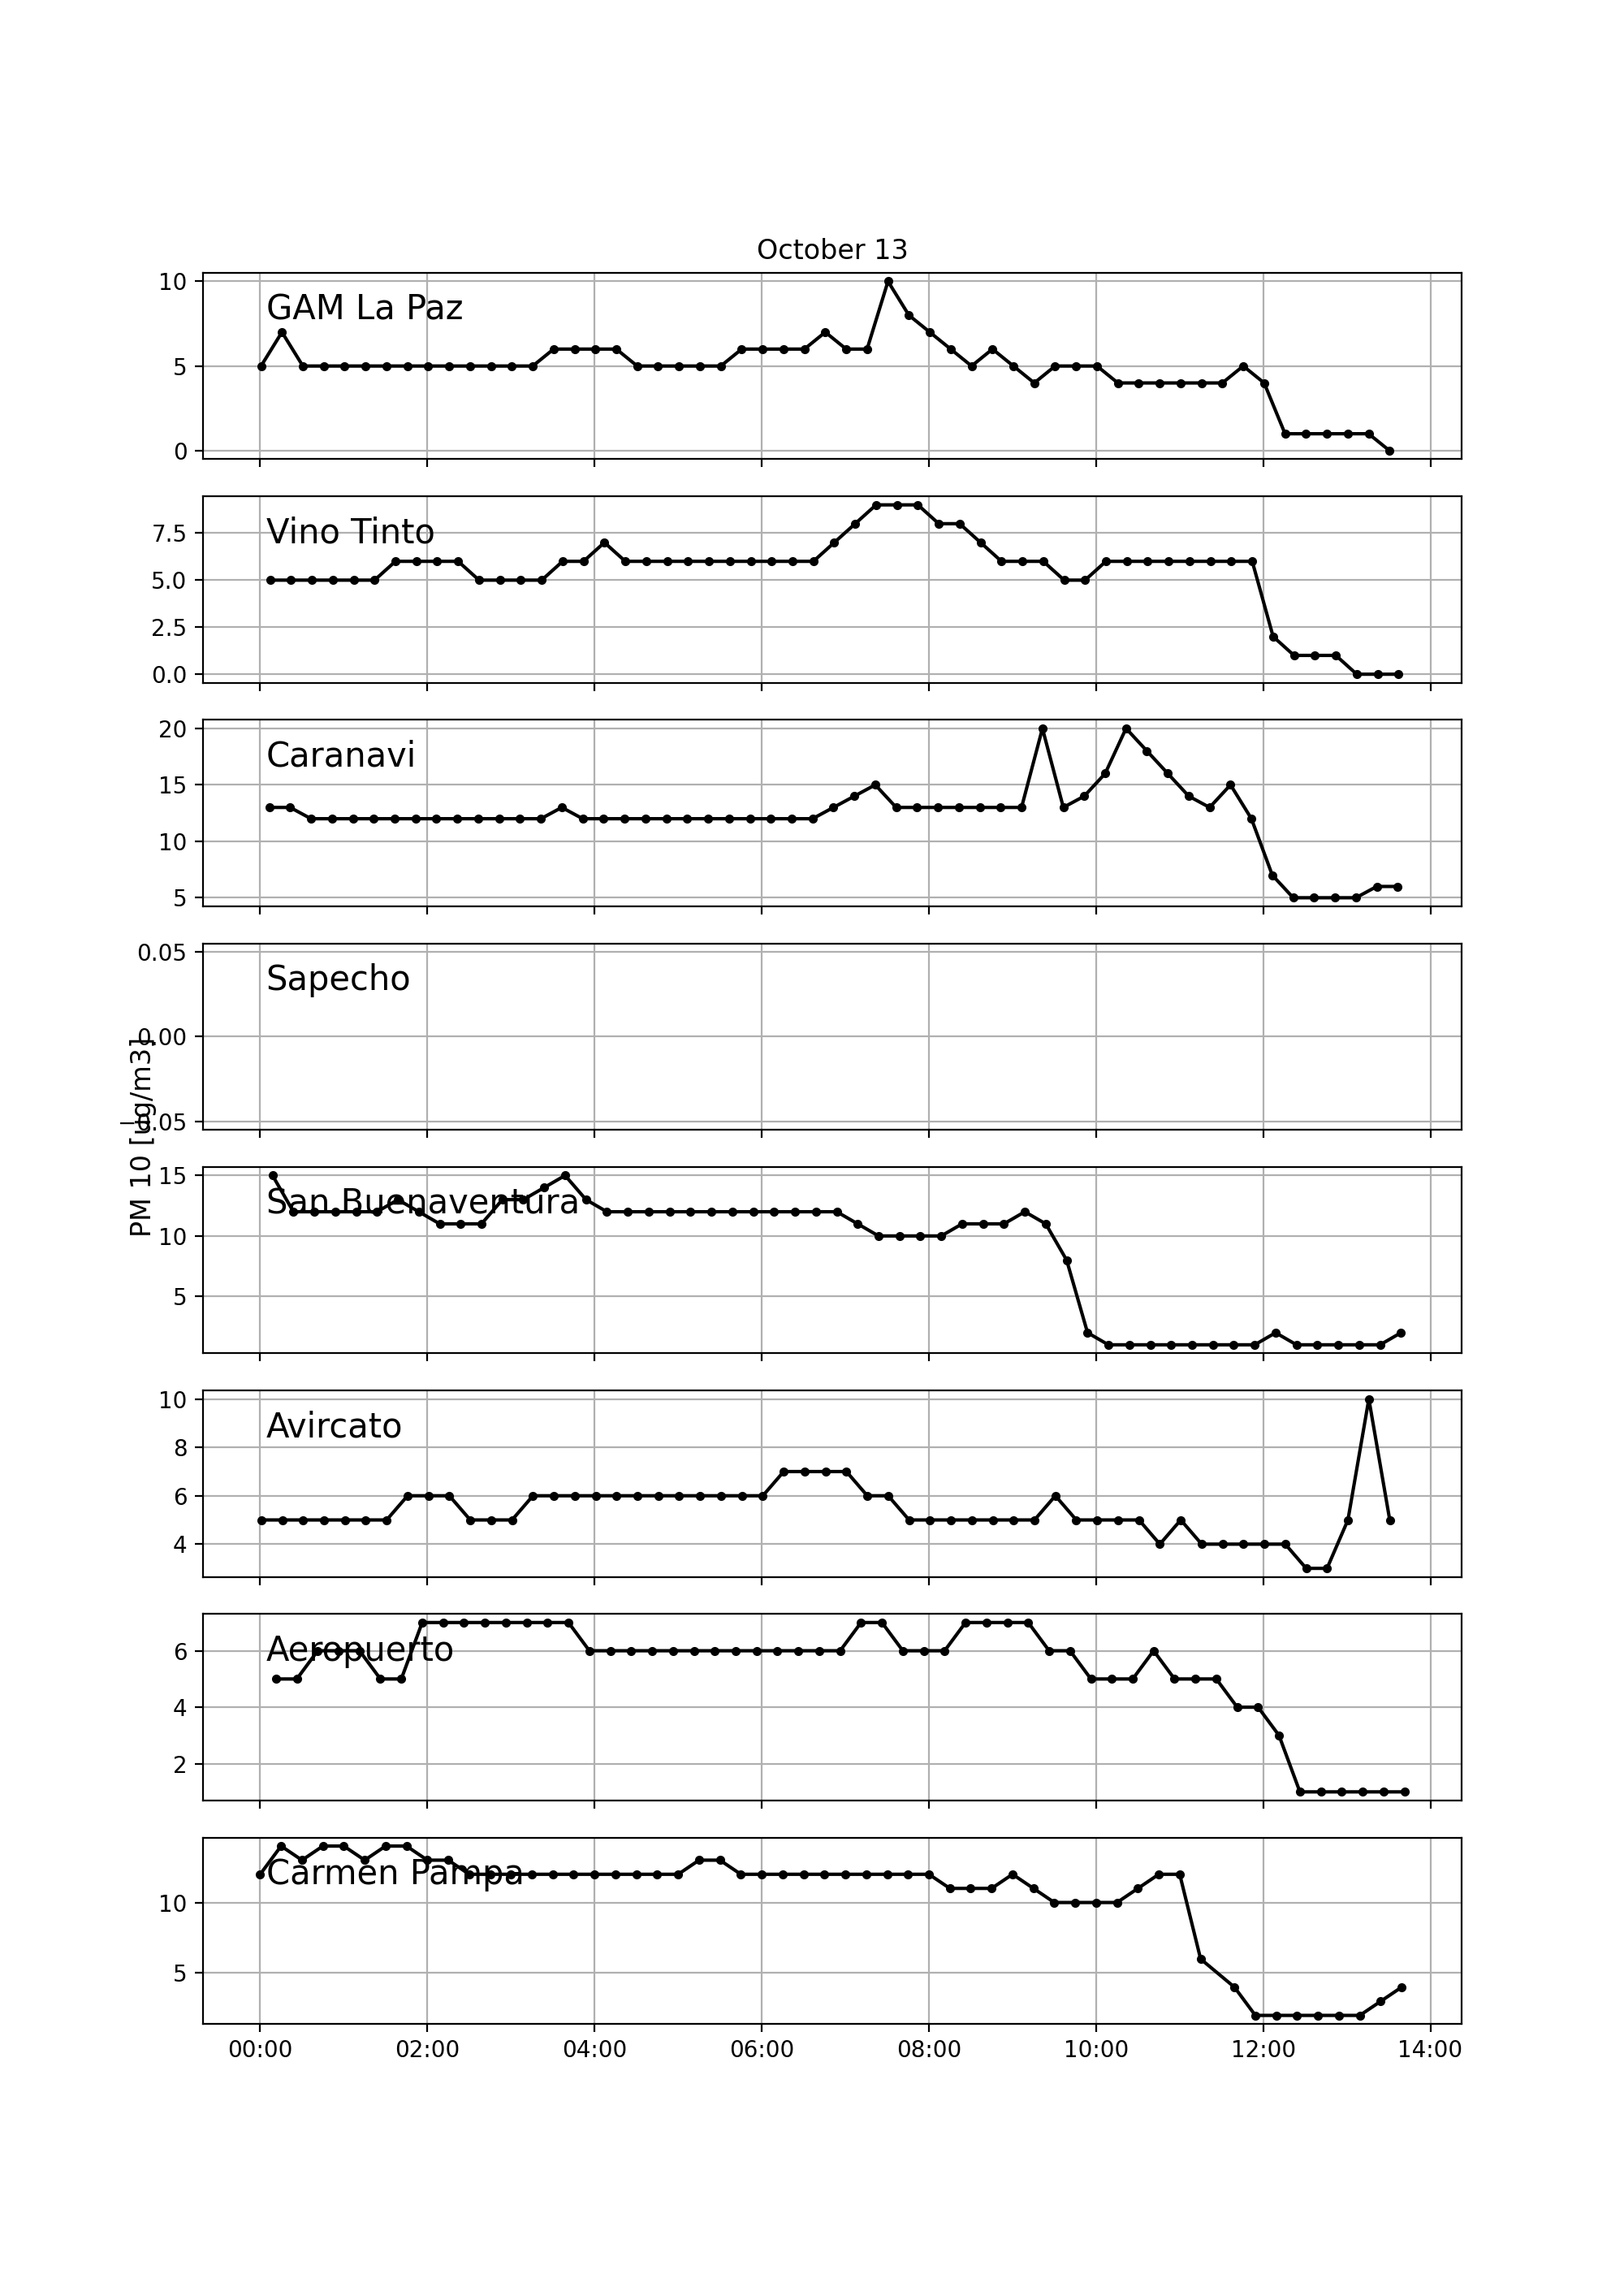 October 13
10
GAM La Paz
5
0
Vino Tinto
7.5
5.0
2.5
0.0
20
Caranavi
15
10
5
0.05
Sapecho
0.00
−0.05
PM 10 [ug/m3]
15
San Buenaventura
10
5
10
Avircato
8
6
4
Aeropuerto
6
4
2
Carmen Pampa
10
5
00:00 02:00 04:00 06:00 08:00 10:00 12:00 14:00